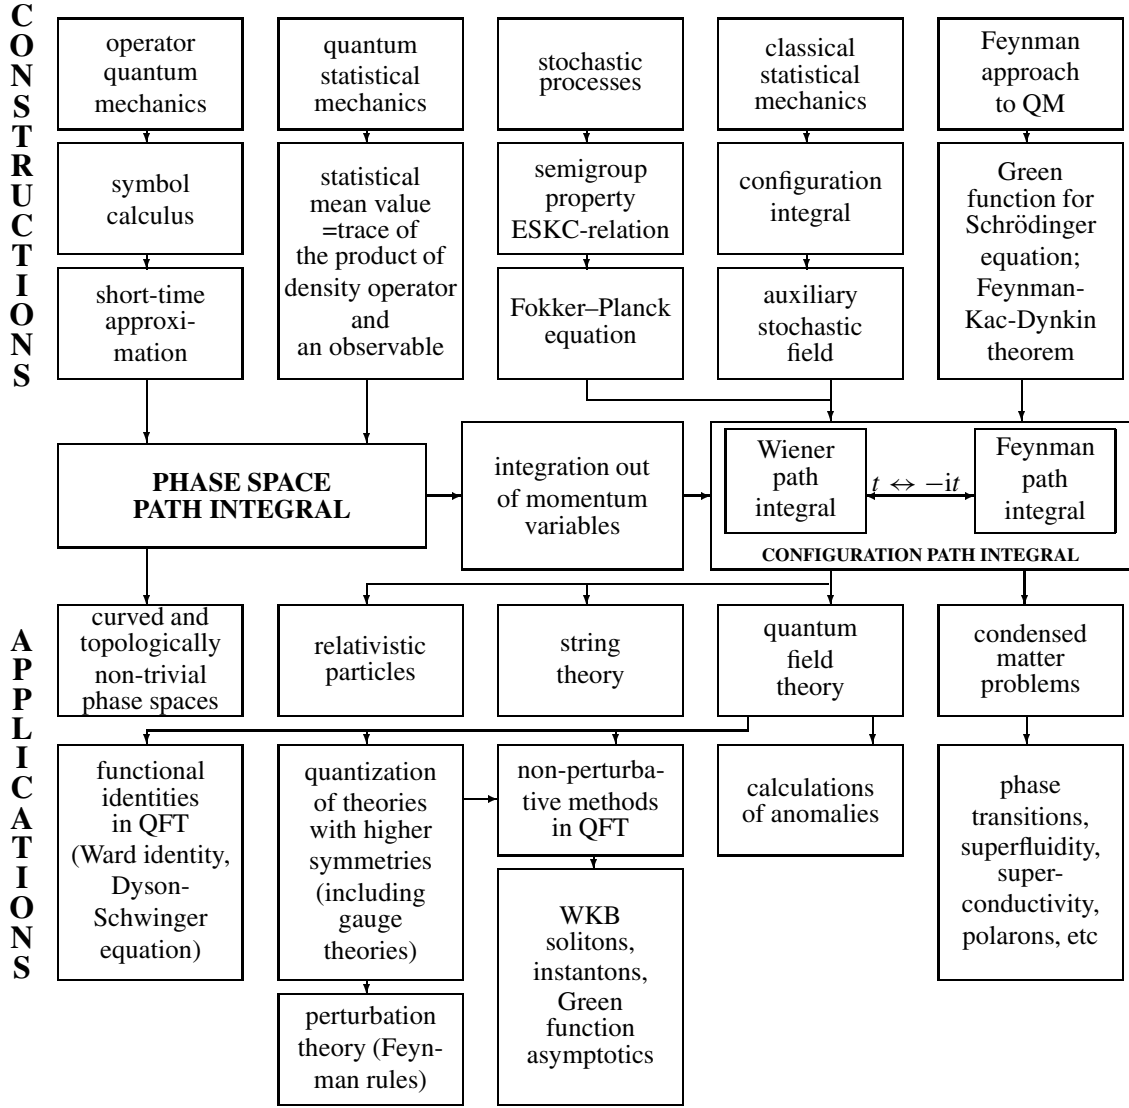 CONSTRUCTIONS
operator
quantum
mechanics
quantum
statistical
mechanics
stochastic
processes
classical
statistical
mechanics
Feynman
approach
to QM
symbol
calculus
statistical
mean value
=trace of
the product of
density operator
and
an observable
semigroup
property
ESKC-relation
configuration
integral
Green
function for
Schrödinger
equation;
Feynman-
Kac-Dynkin
theorem
short-time
approxi-
mation
Fokker–Planck
equation
auxiliary
stochastic
field
PHASE SPACE
PATH INTEGRAL
integration out
of momentum
variables
Wiener
path
integral
t ↔ −it
Feynman
path
integral
CONFIGURATION PATH INTEGRAL
APPLICATIONS
curved and
topologically
non-trivial
phase spaces
relativistic
particles
string
theory
quantum
field
theory
condensed
matter
problems
functional
identities
in QFT
(Ward identity,
Dyson-
Schwinger
equation)
quantization
of theories
with higher
symmetries
(including
gauge
theories)
non-perturba-
tive methods
in QFT
calculations
of anomalies
phase
transitions,
superfluidity,
super-
conductivity,
polarons, etc
WKB
solitons,
instantons,
Green
function
asymptotics
perturbation
theory (Feyn-
man rules)